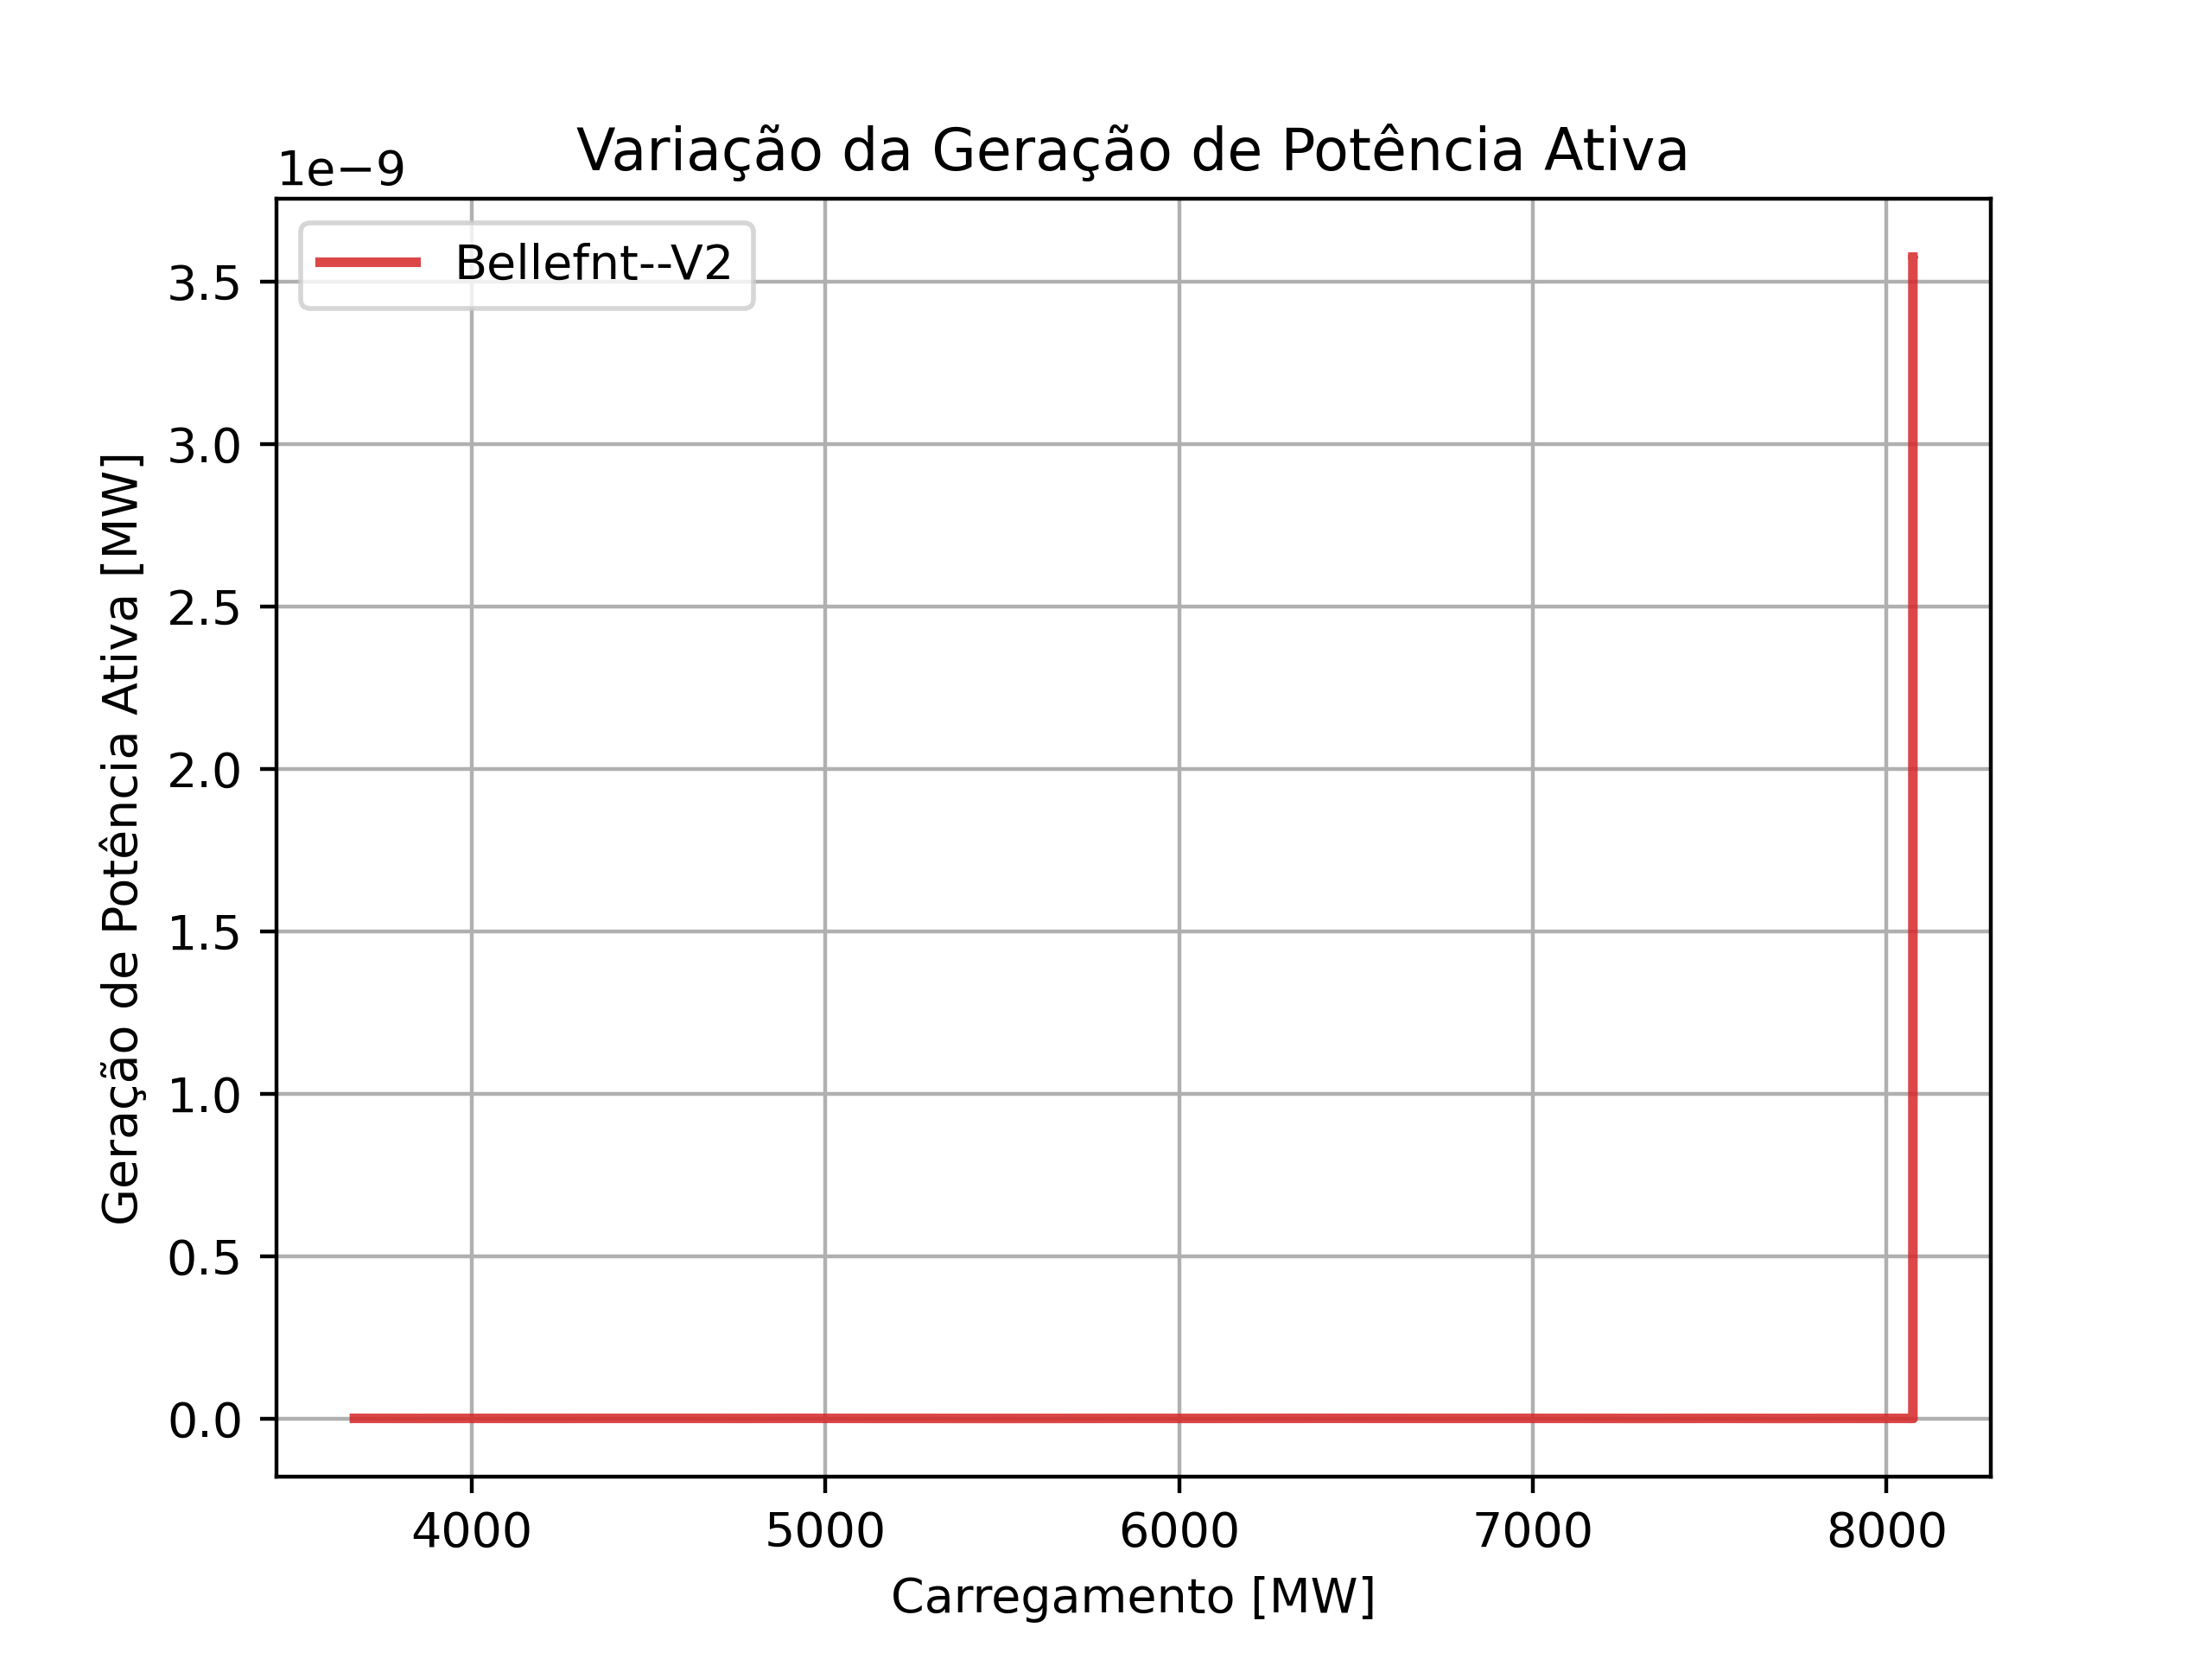 Variação da Geração de Potência Ativa
1e−9
Bellefnt--V2
Geração de Potência Ativa [MW]
3.5
3.0
2.5
2.0
1.5
1.0
0.5
0.0
4000 5000 6000 7000 8000
Carregamento [MW]